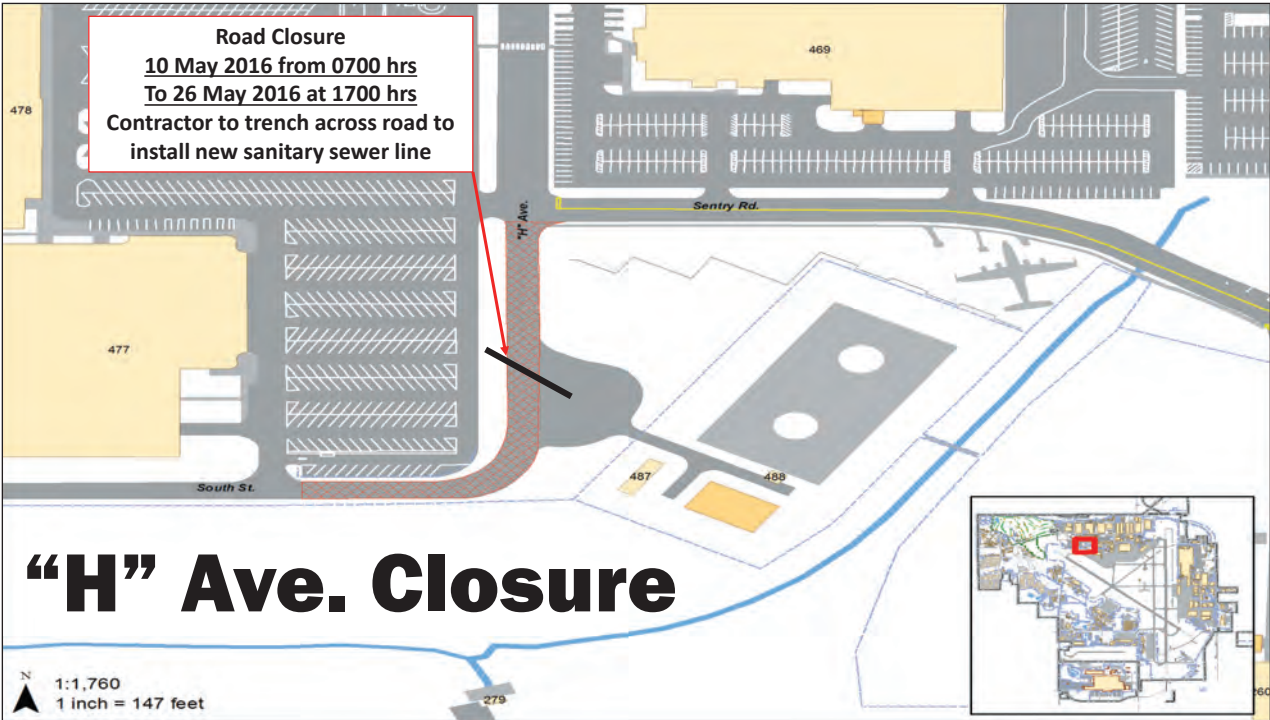 Road Closure
10 May 2016 from 0700 hrs
To 26 May 2016 at 1700 hrs
Contractor to trench across road to
install new sanitary sewer line
478
469
"H" Ave.
Sentry Rd.
477
487
488
South St.
“H” Ave. Closure
N
1:1,760
1 inch = 147 feet
279
260